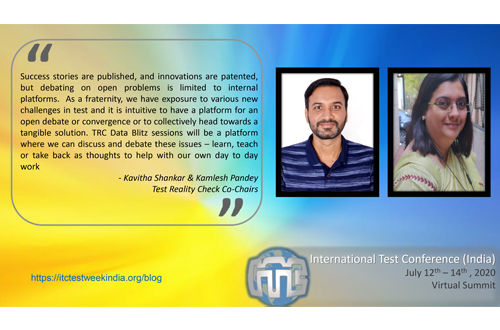 “
Success stories are published, and innovations are patented,
but debating on open problems is limited to internal
platforms. As a fraternity, we have exposure to various new
challenges in test and it is intuitive to have a platform for an
open debate or convergence or to collectively head towards a
tangible solution. TRC Data Blitz sessions will be a platform
where we can discuss and debate these issues – learn, teach
or take back as thoughts to help with our own day to day
work
- Kavitha Shankar & Kamlesh Pandey
Test Reality Check Co-Chairs
”
https://itctestweekindia.org/blog
International Test Conference (India)
July 12th – 14th , 2020
Virtual Summit